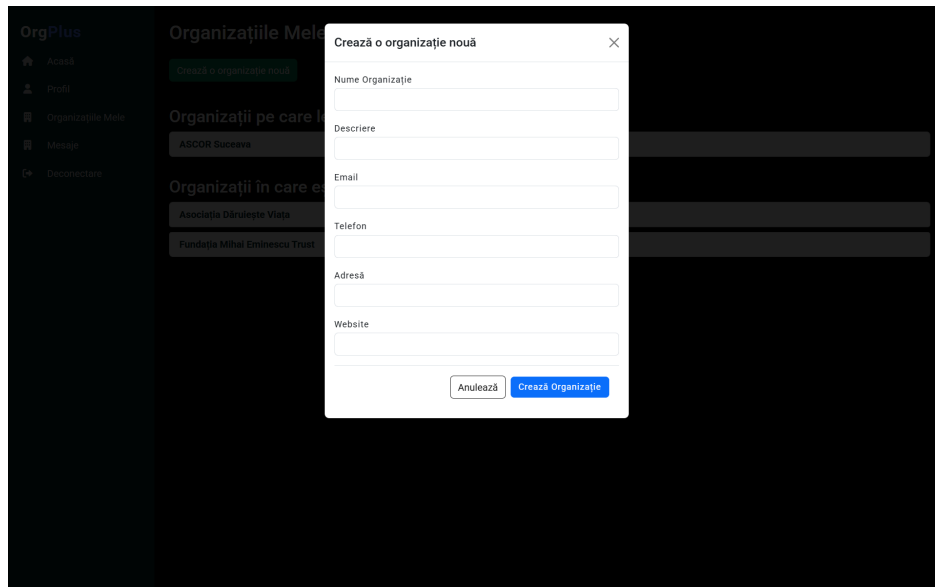 OrgPlus
Acasă
Profil
Organizațiile Mele
Mesaje
Deconectare
Organizațiile Mele
Crează o organizație nouă
Organizații pe care le
ASCOR Suceava
Organizații în care es
Asociația Dăruiește Viața
Fundația Mihai Eminescu Trust
Crează o organizație nouă
Nume Organizație
Descriere
Email
Telefon
Adresă
Website
Anulează
Crează Organizație